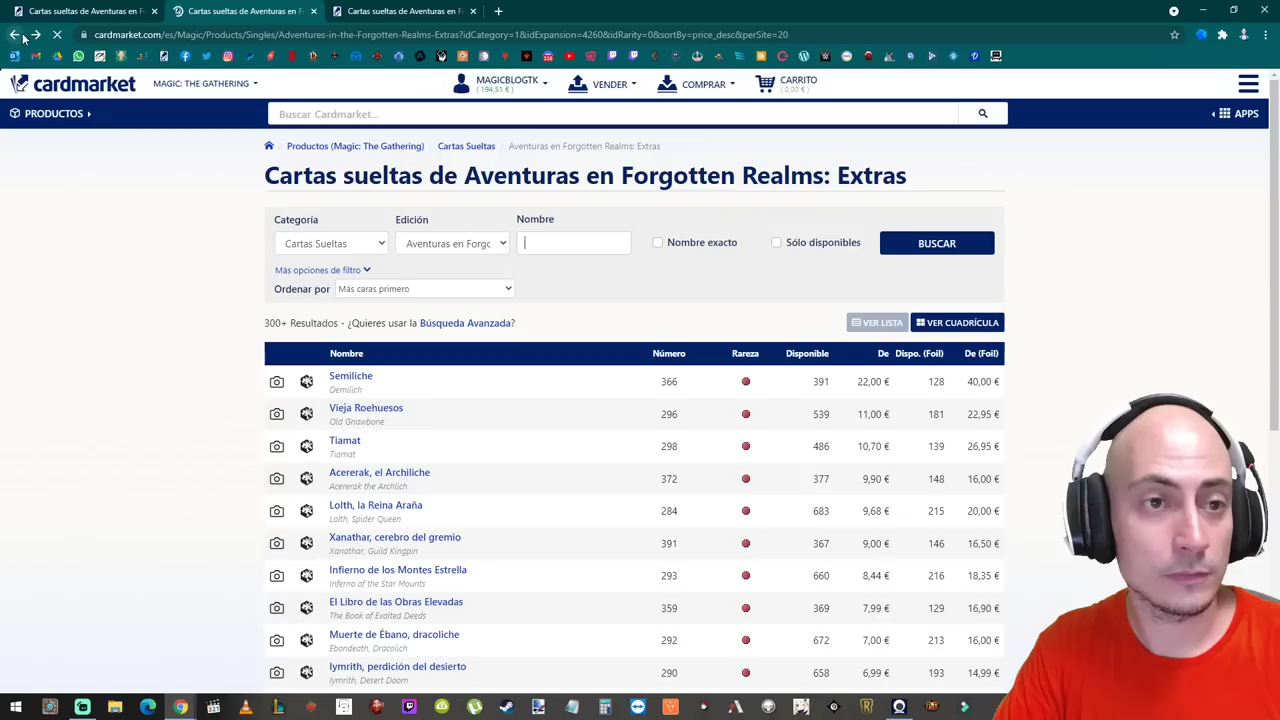 Cartas sueltas de Aventuras en F
Cartas sueltas de Aventuras en F
Cartas sueltas de Aventuras en F
cardmarket.com/es/Magic/Products/Singles/Aventures-in-the-Forgotten-Realms-Extras?idCategory=1&idExpansion=4260&idRarity=0&sortBy=price_desc&perSite=20
cardmarket
MAGIC: THE GATHERING
MAGICBLOGTK
( 194,51 € )
VENDER
COMPRAR
CARRITO
( 0,00 € )
PRODUCTOS
Buscar Cardmarket...
APPS
Productos (Magic: The Gathering) / Cartas Sueltas / Aventuras en Forgotten Realms: Extras
Cartas sueltas de Aventuras en Forgotten Realms: Extras
Categoría Edición Nombre
Cartas Sueltas Aventuras en Forgc Nombre exacto Sólo disponibles BUSCAR
Más opciones de filtro
Ordenar por Más caras primero
300+ Resultados - ¿Quieres usar la Búsqueda Avanzada? VER LISTA VER CUADRÍCULA
Nombre Número Rareza Disponible De Dispo. (Foil) De (Foil)
Semiliche 366 391 22,00 € 128 40,00 €
Demilich
Vieja Roehuesos 296 539 11,00 € 181 22,95 €
Old Gnawbone
Tiamat 298 486 10,70 € 139 26,95 €
Tiamat
Acererak, el Archiliche 372 377 9,90 € 148 16,00 €
Acererak the Archlich
Lolth, la Reina Araña 284 683 9,68 € 215 20,00 €
Lolth, Spider Queen
Xanathar, cerebro del gremio 391 367 9,00 € 146 16,50 €
Xanathar, Guild Kingpin
Infierno de los Montes Estrella 293 660 8,44 € 216 18,35 €
Inferno of the Star Mounts
El Libro de las Obras Elevadas 359 369 7,99 € 129 16,90 €
The Book of Exalted Deeds
Muerte de Ébano, dracoliche 292 672 7,00 € 213 16,00 €
Ebondeath, Dracolich
Iymrith, perdición del desierto 290 658 6,99 € 193 14,99 €
Iymrith, Desert Doom